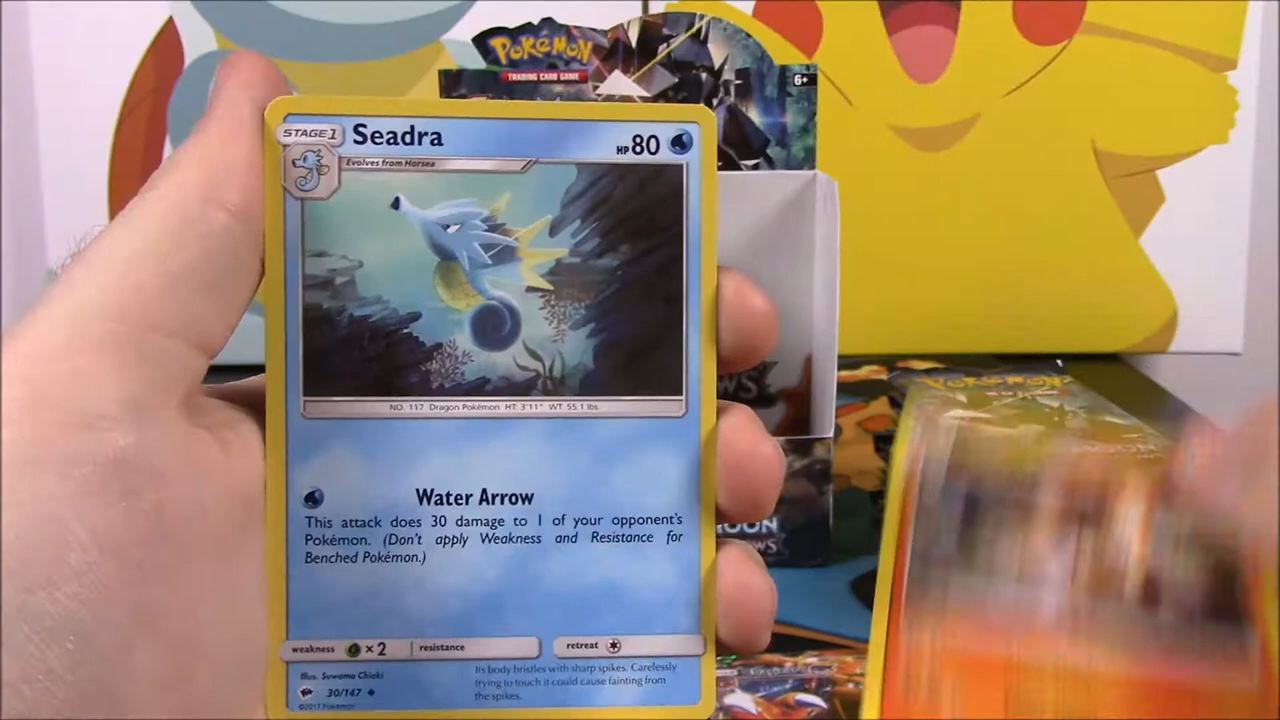 POKéMON
TRADING CARD GAME
6+
STAGE 1
Seadra
HP 80
Evolves from Horsea
NO. 117 Dragon Pokémon HT: 3'11" WT: 55.1 lbs.
Water Arrow
This attack does 30 damage to 1 of your opponent's
Pokémon. (Don't apply Weakness and Resistance for
Benched Pokémon.)
weakness ×2 resistance
retreat
Illus. Suwama Chiaki
30/147
©2017 Pokémon
Its body bristles with sharp spikes. Carelessly
trying to touch it could cause fainting from
the spikes.
POKéMON